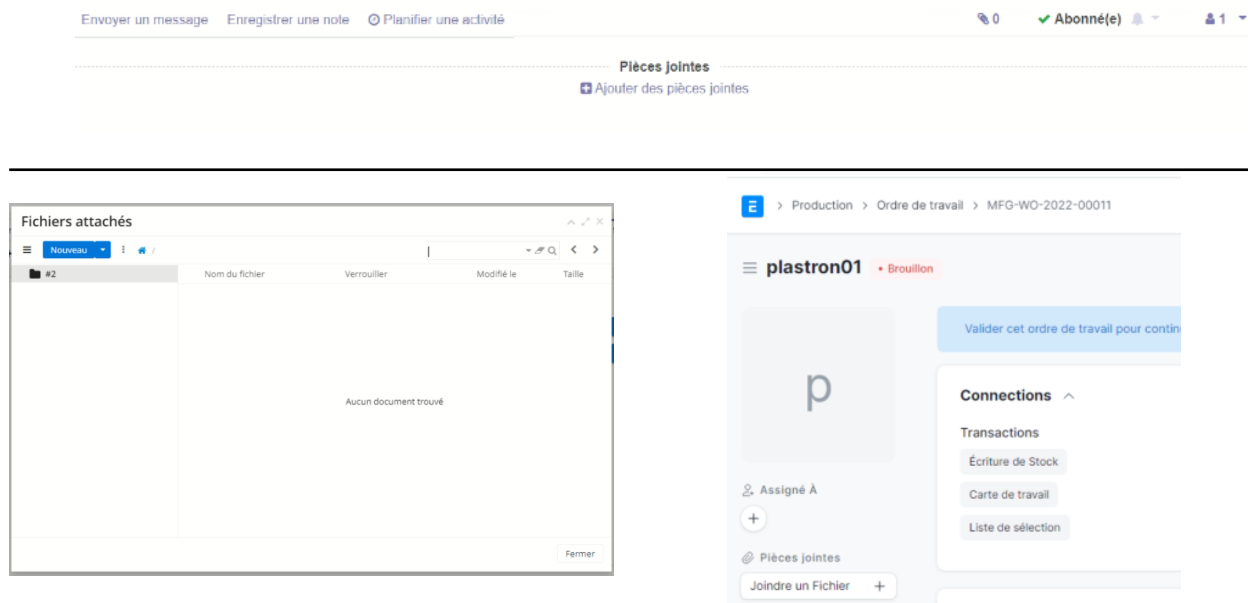 Envoyer un message Enregistrer une note Planifier une activité 0 Abonné(e) 1
Pièces jointes
Ajouter des pièces jointes
Fichiers attachés
Nouveau /
#2 Nom du fichier Verrouiller Modifié le Taille
Aucun document trouvé
Fermer
E > Production > Ordre de travail > MFG-WO-2022-00011
plastron01 • Brouillon
Valider cet ordre de travail pour contin
p
Connections
Transactions
Écriture de Stock
Carte de travail
Liste de sélection
Assigné À
+
Pièces jointes
Joindre un Fichier +